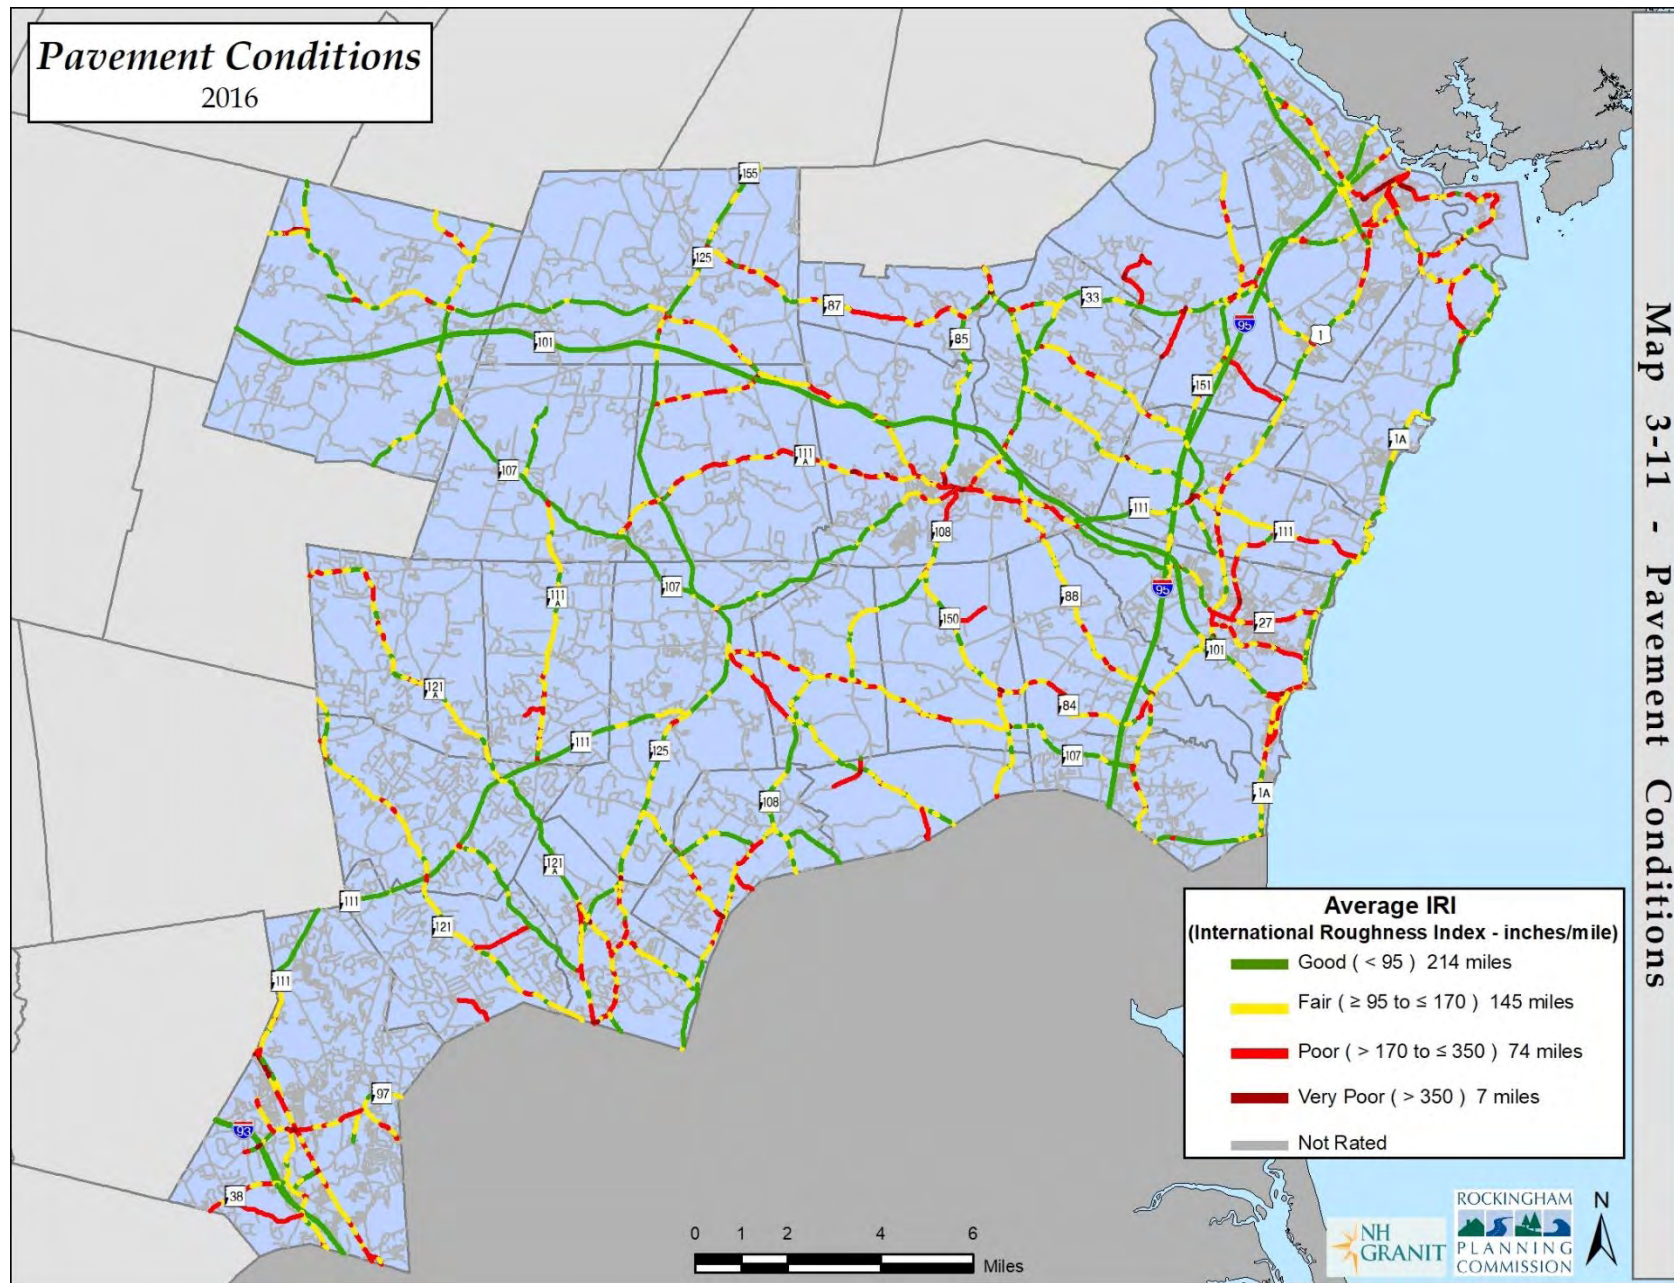 Pavement Conditions
2016
155
125
87
33
85
95
1
101
151
1A
111
A
107
111
111
108
107
95
111
A
88
150
27
101
121
A
84
111
125
107
108
1A
121
A
111
121
111
97
93
38
Map 3-11 - Pavement Conditions
Average IRI
(International Roughness Index - inches/mile)
Good ( < 95 ) 214 miles
Fair ( ≥ 95 to ≤ 170 ) 145 miles
Poor ( > 170 to ≤ 350 ) 74 miles
Very Poor ( > 350 ) 7 miles
Not Rated
0 1 2 4 6
Miles
NH
GRANIT
ROCKINGHAM
PLANNING
COMMISSION
N